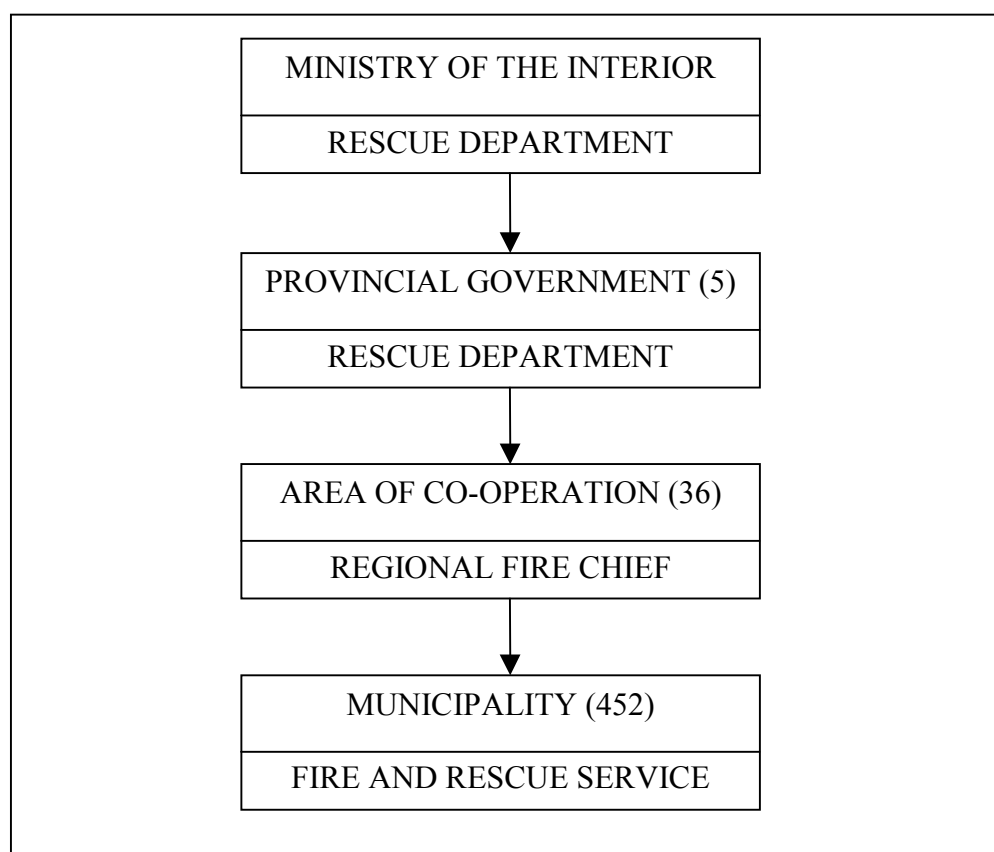 MINISTRY OF THE INTERIOR
RESCUE DEPARTMENT
PROVINCIAL GOVERNMENT (5)
RESCUE DEPARTMENT
AREA OF CO-OPERATION (36)
REGIONAL FIRE CHIEF
MUNICIPALITY (452)
FIRE AND RESCUE SERVICE